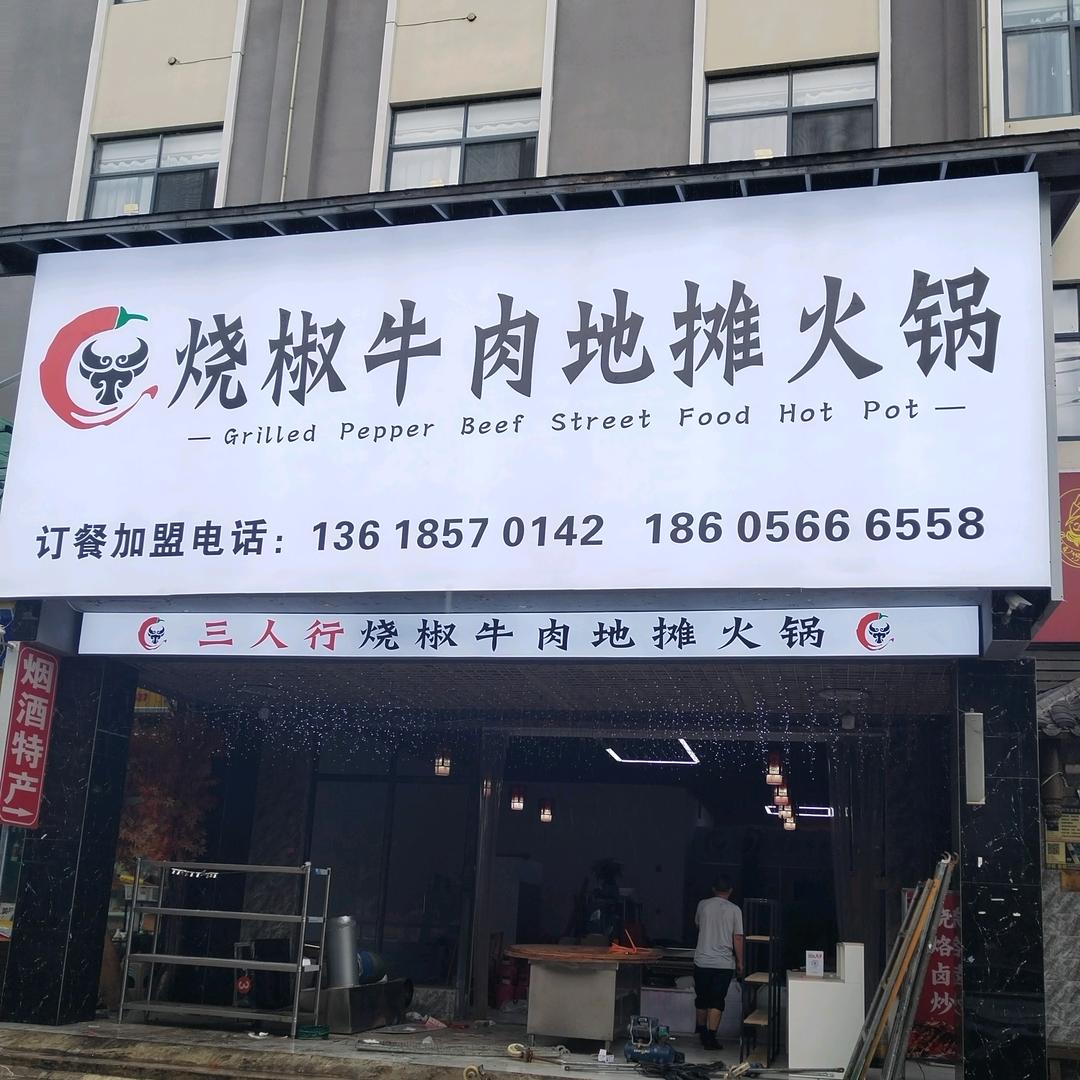 烧椒牛肉地摊火锅
— Grilled Pepper Beef Street Food Hot Pot —
订餐加盟电话：136 1857 0142 186 0566 6558
三人行烧椒牛肉地摊火锅
烟酒特产→